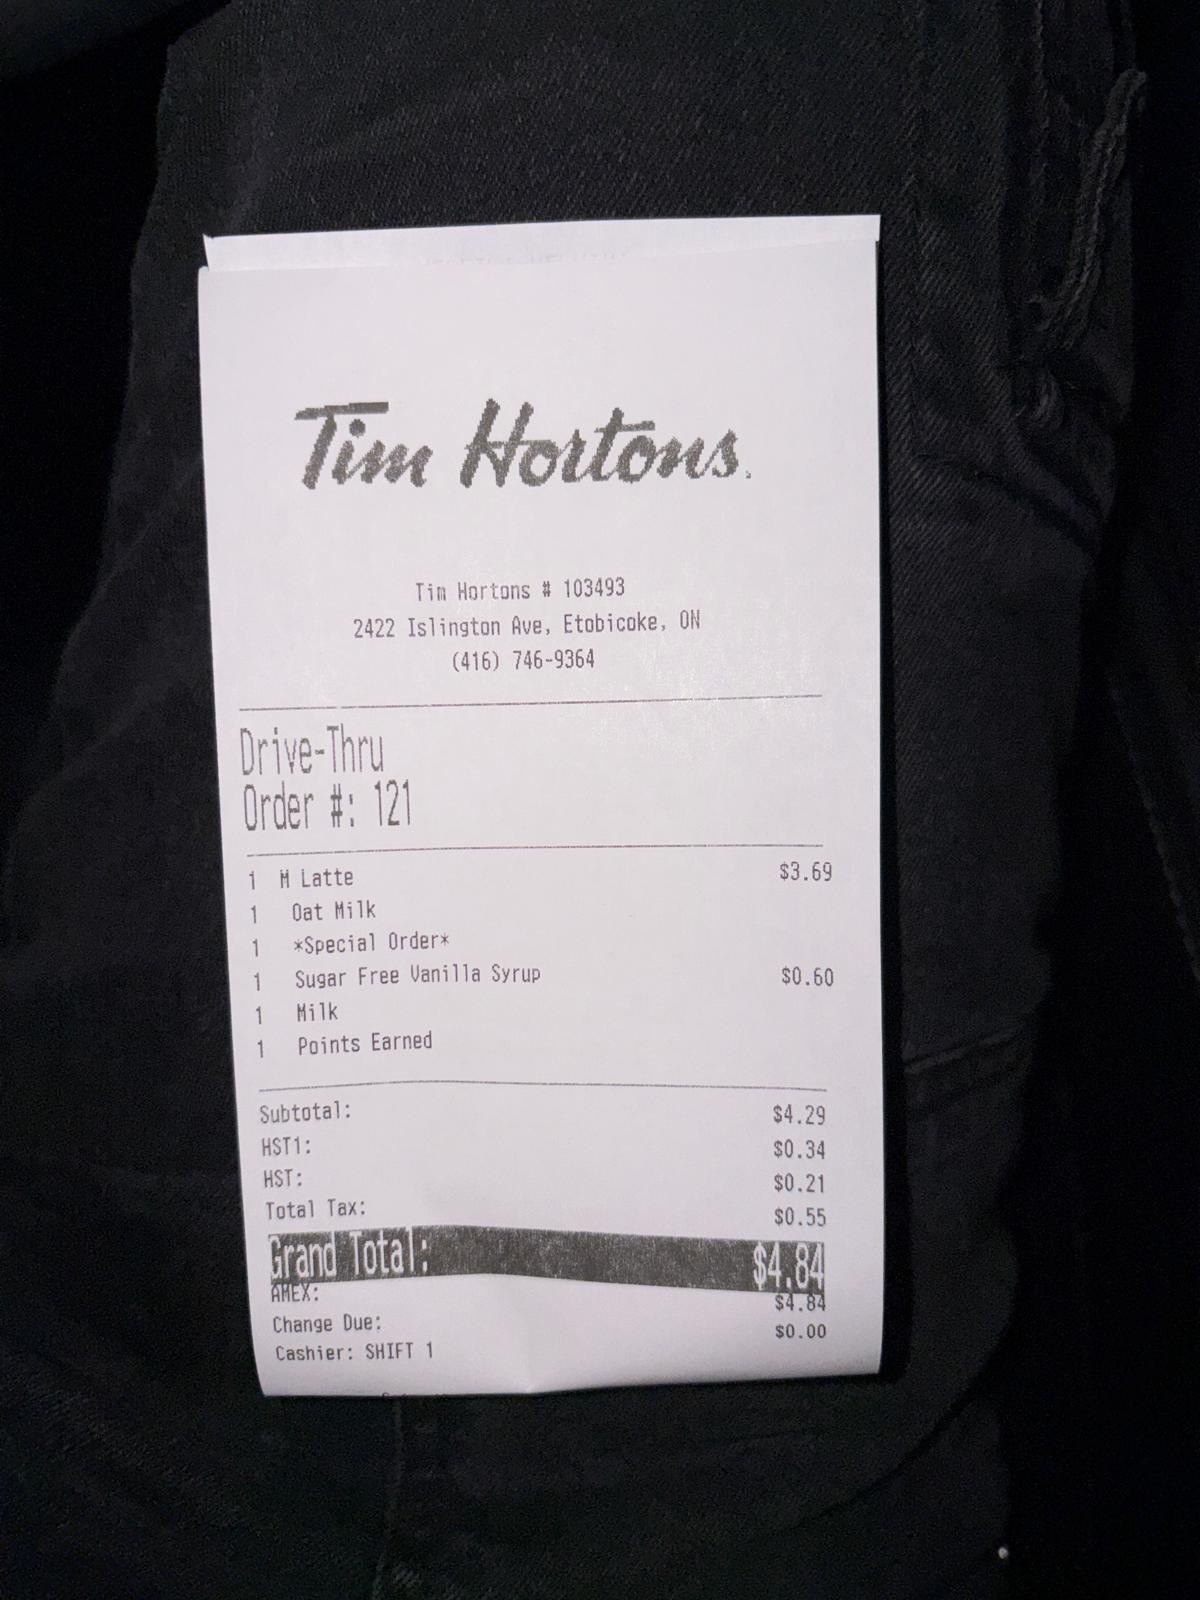 Tim Hortons.
Tim Hortons # 103493
2422 Islington Ave, Etobicoke, ON
(416) 746-9364
Drive-Thru
Order #: 121
1 M Latte $3.69
1 Oat Milk
1 *Special Order*
1 Sugar Free Vanilla Syrup $0.60
1 Milk
1 Points Earned
Subtotal: $4.29
HST1: $0.34
HST: $0.21
Total Tax: $0.55
Grand Total: $4.84
AMEX: $4.84
Change Due: $0.00
Cashier: SHIFT 1